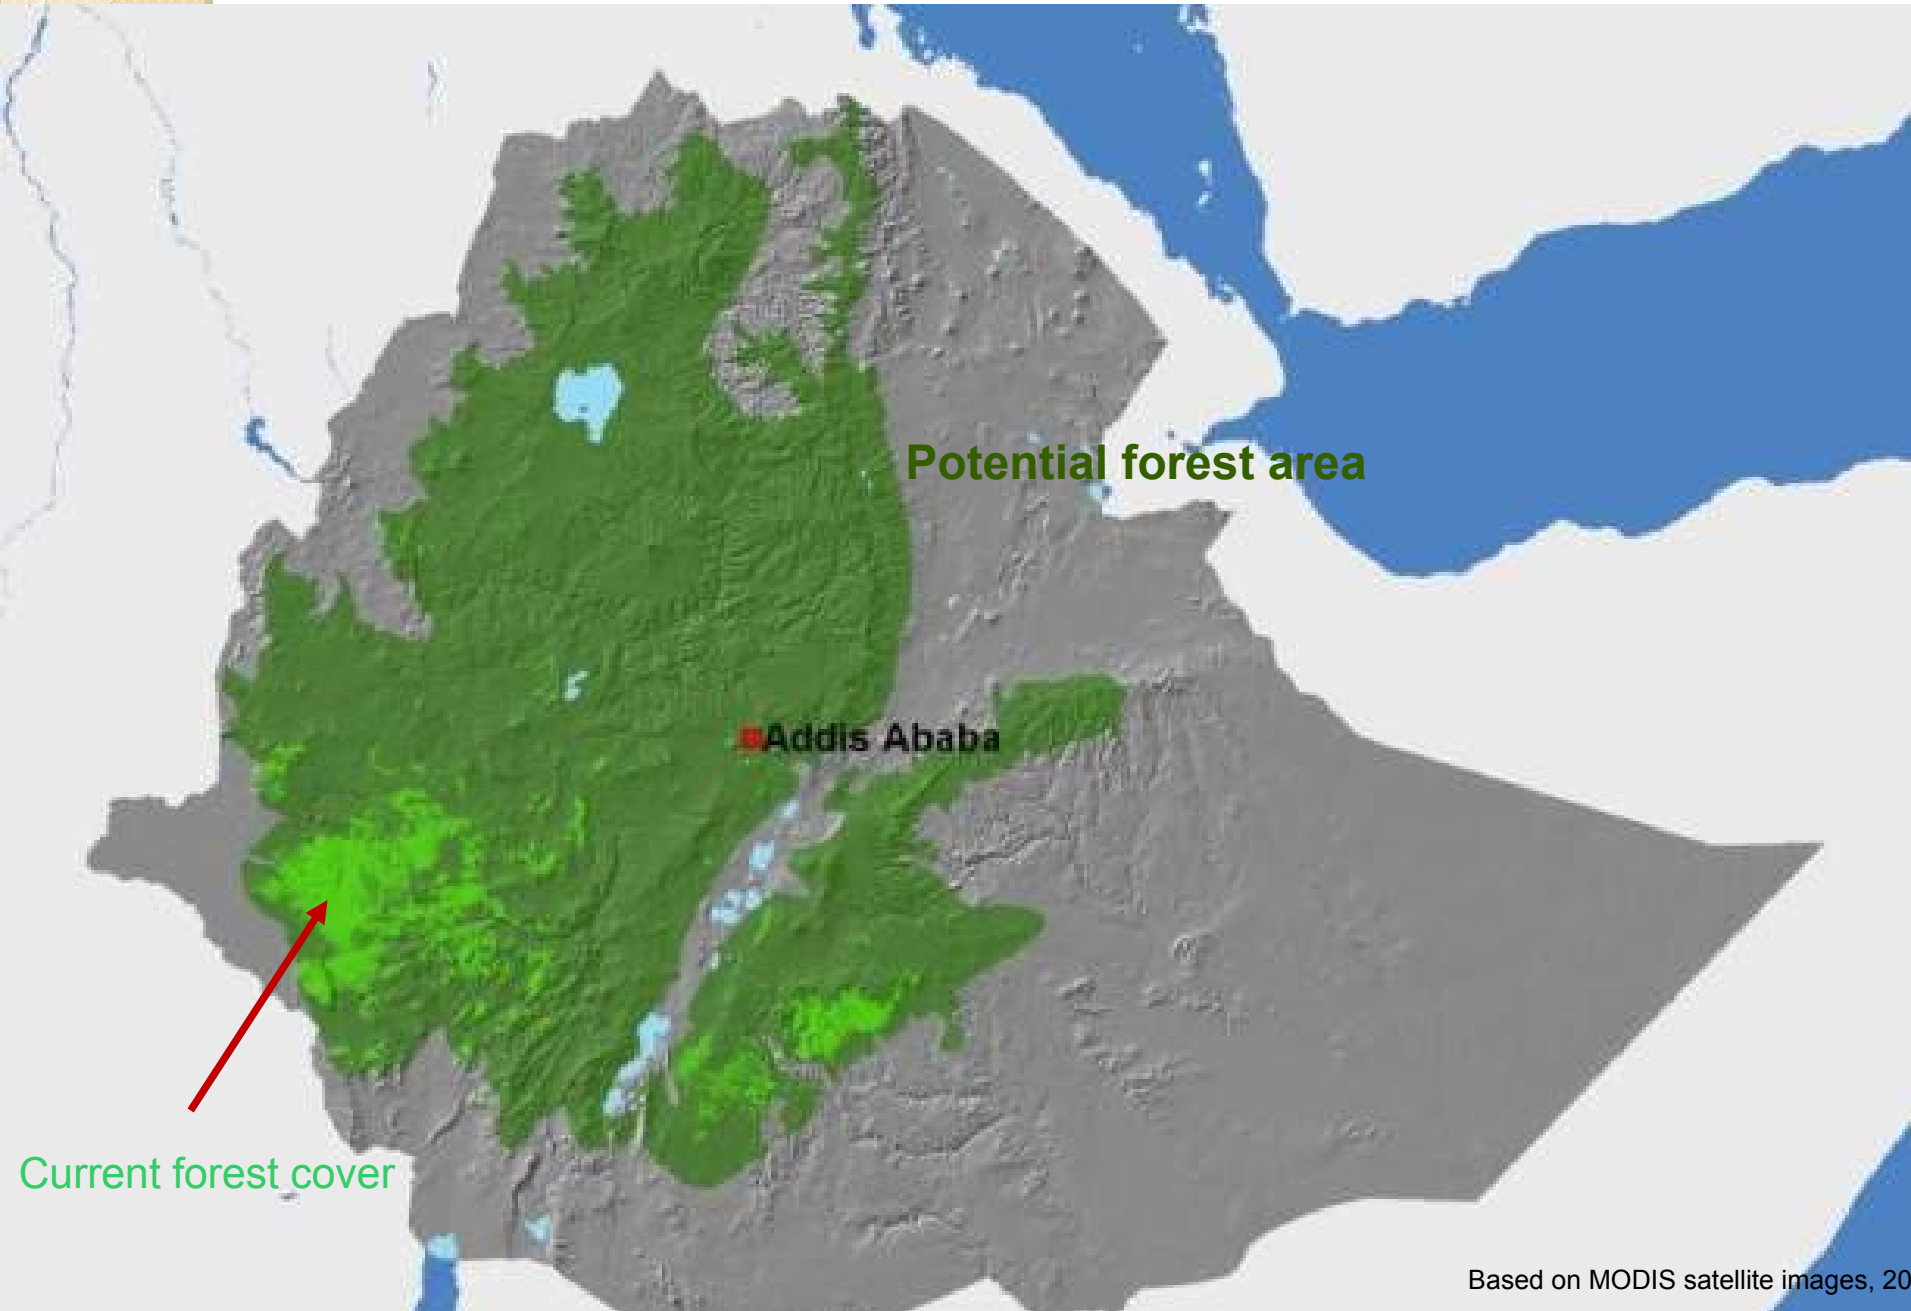 Potential forest area
Addis Ababa
Current forest cover
Based on MODIS satellite images, 20